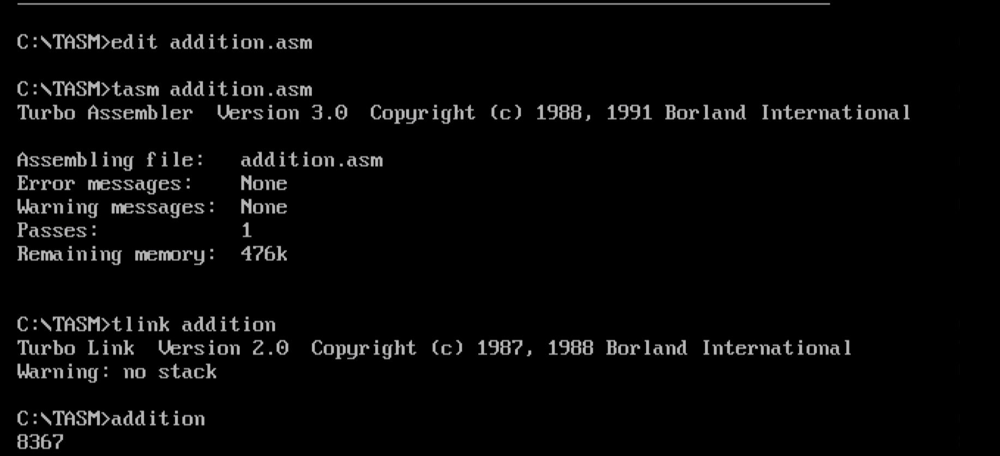 C:\TASM>edit addition.asm
C:\TASM>tasm addition.asm
Turbo Assembler  Version 3.0  Copyright (c) 1988, 1991 Borland International
Assembling file:   addition.asm
Error messages:    None
Warning messages:  None
Passes:            1
Remaining memory:  476k
C:\TASM>tlink addition
Turbo Link  Version 2.0  Copyright (c) 1987, 1988 Borland International
Warning: no stack
C:\TASM>addition
8367